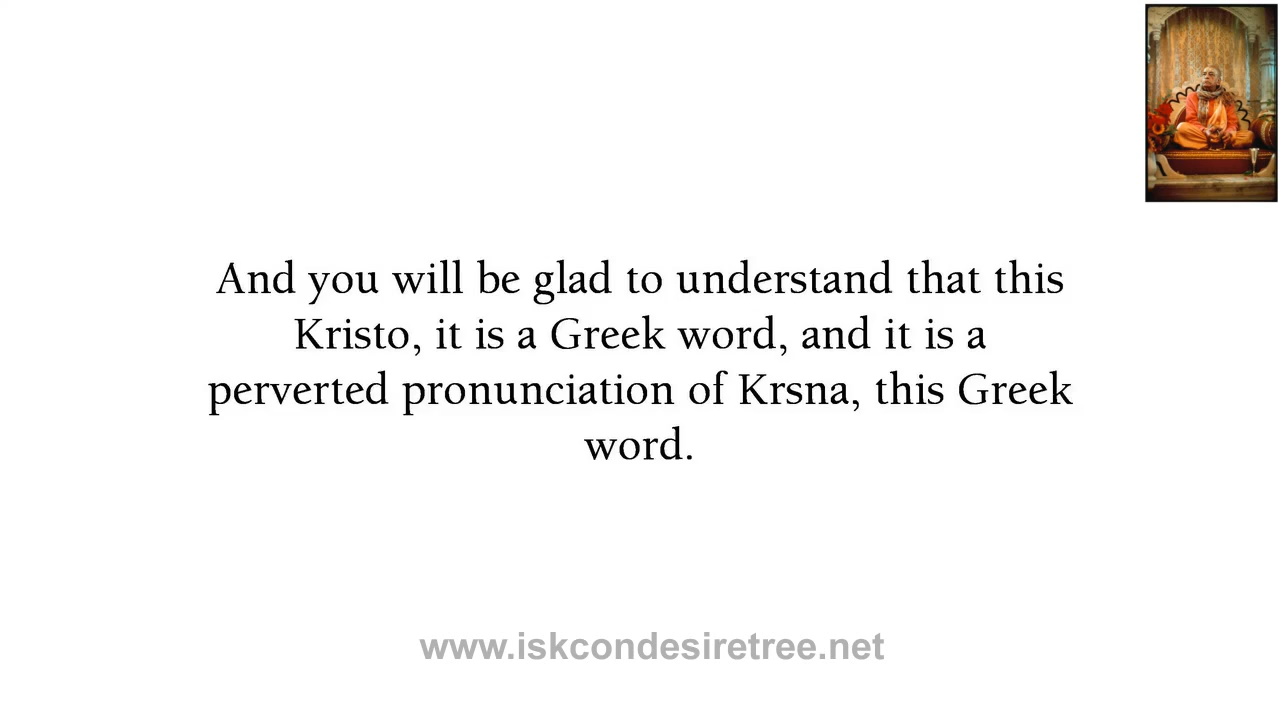 And you will be glad to understand that this
Kristo, it is a Greek word, and it is a
perverted pronunciation of Krsna, this Greek
word.
www.iskcondesiretree.net